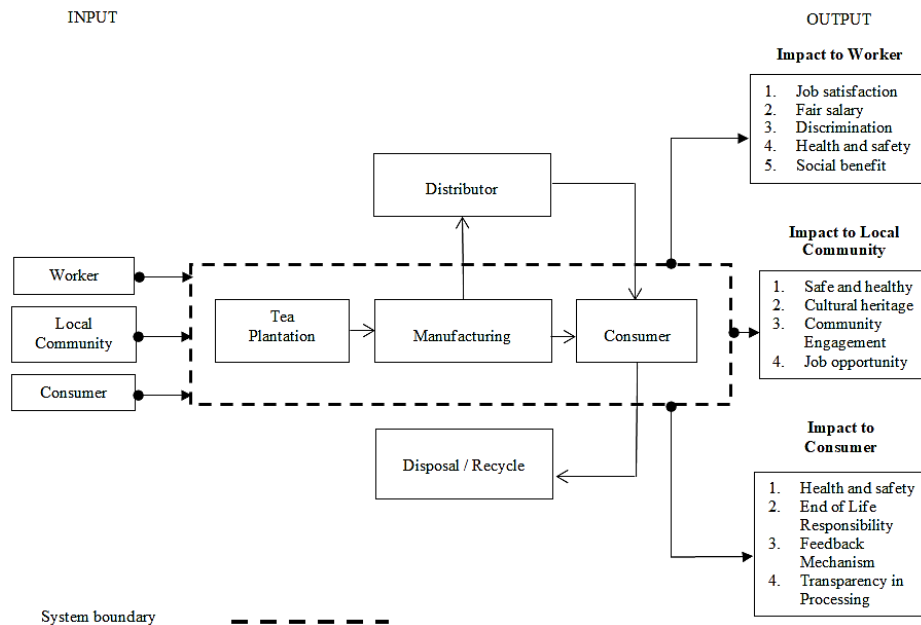 INPUT
OUTPUT
Impact to Worker
1. Job satisfaction
2. Fair salary
3. Discrimination
4. Health and safety
5. Social benefit
Distributor
Worker
Local
Community
Consumer
Tea
Plantation
Manufacturing
Consumer
Impact to Local
Community
1. Safe and healthy
2. Cultural heritage
3. Community
Engagement
4. Job opportunity
Disposal / Recycle
Impact to
Consumer
1. Health and safety
2. End of Life
Responsibility
3. Feedback
Mechanism
4. Transparency in
Processing
System boundary